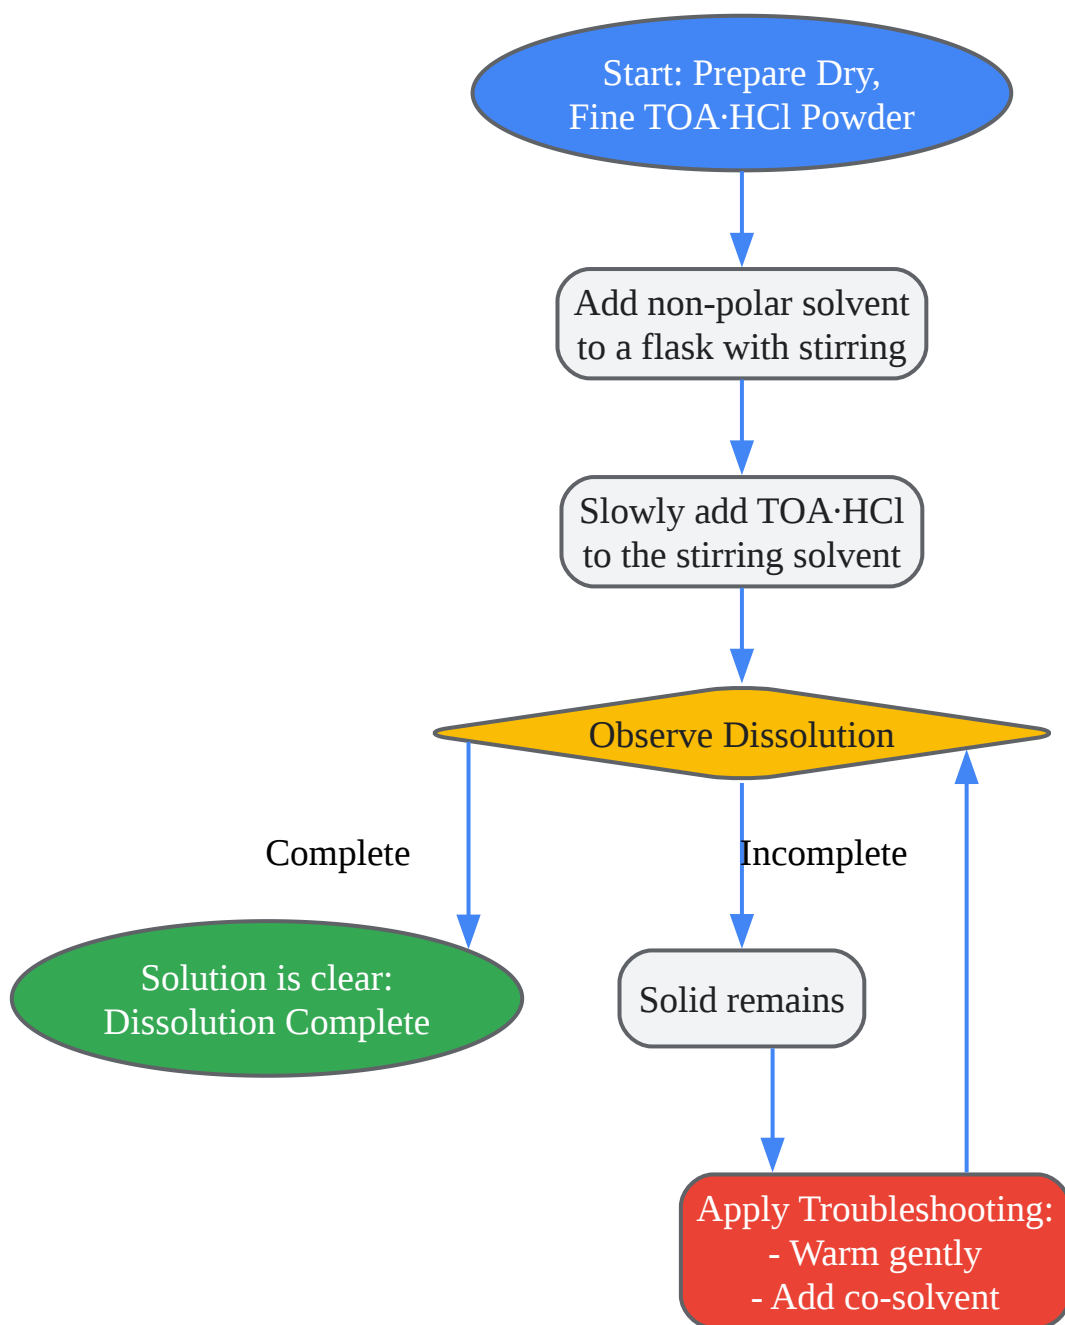 Start: Prepare Dry,
Fine TOA·HCl Powder
Add non-polar solvent
to a flask with stirring
Slowly add TOA·HCl
to the stirring solvent
Observe Dissolution
Complete
Incomplete
Solution is clear:
Dissolution Complete
Solid remains
Apply Troubleshooting:
- Warm gently
- Add co-solvent